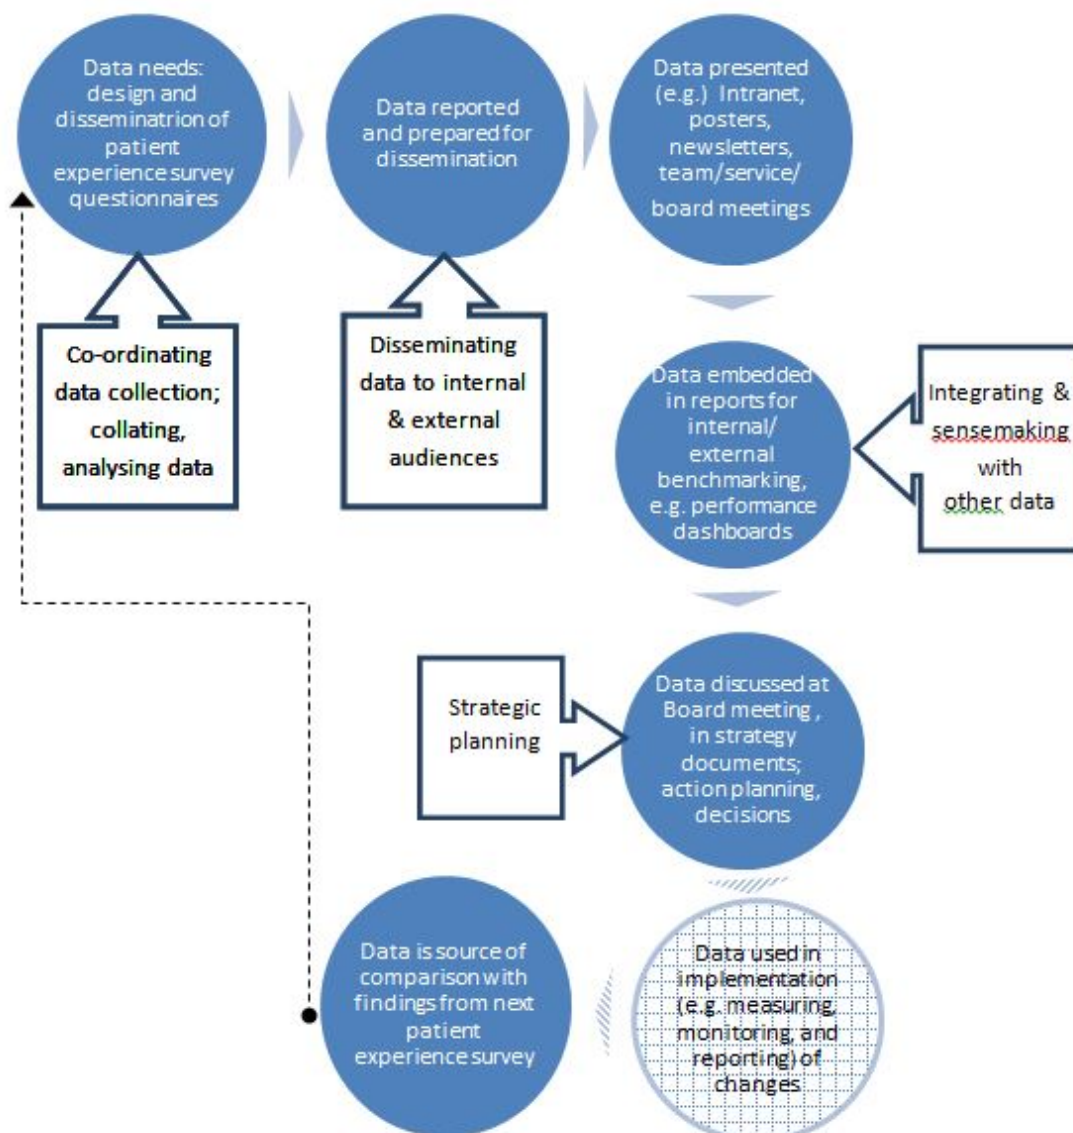 Data needs:
design and
disseminatrion of
patient
experience survey
questionnaires
Data reported
and prepared for
dissemination
Data presented
(e.g.) Intranet,
posters,
newsletters,
team/service/
board meetings
Co-ordinating
data collection;
collating,
analysing data
Disseminating
data to internal
& external
audiences
Data embedded
in reports for
internal/
external
benchmarking,
e.g. performance
dashboards
Integrating &
sensemaking
with
other data
Strategic
planning
Data discussed at
Board meeting ,
in strategy
documents;
action planning,
decisions
Data is source of
comparison with
findings from next
patient
experience survey
Data used in
implementation
(e.g. measuring,
monitoring, and
reporting) of
changes